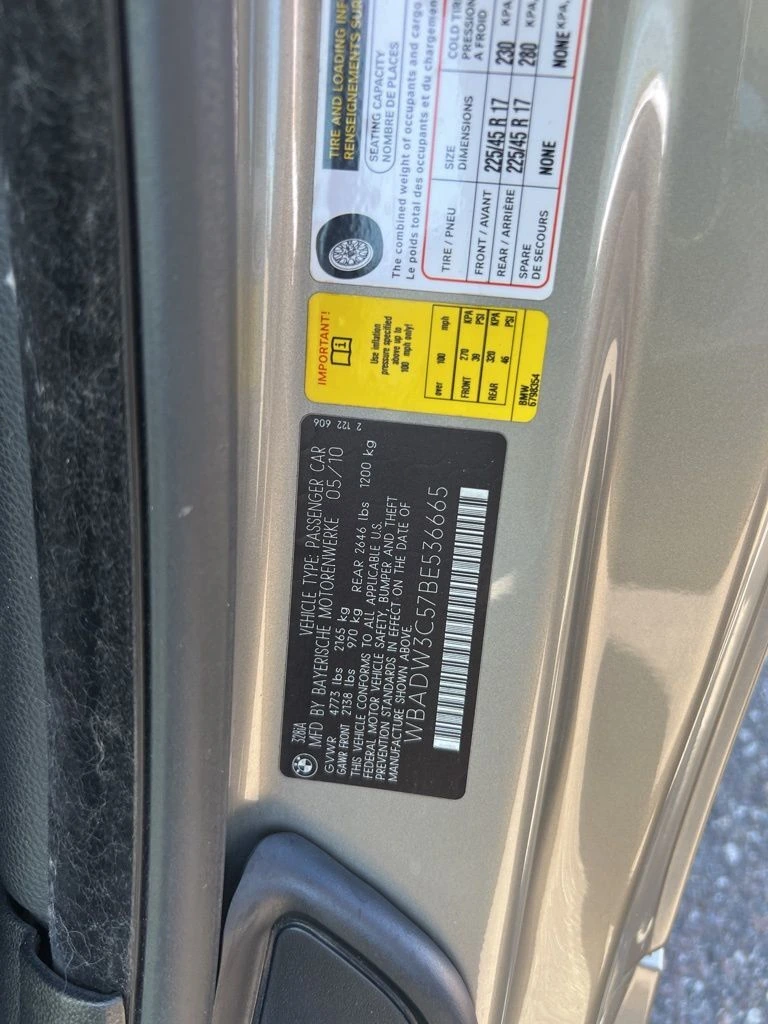 TIRE AND LOADING INF
RENSEIGNEMENTS SUR
SEATING CAPACITY
NOMBRE DE PLACES
The combined weight of occupants and cargo
Le poids total des occupants et du chargemen
TIRE / PNEU
SIZE
DIMENSIONS
COLD TIR
PRESSION
A FROID
FRONT / AVANT
225/45 R 17
230 KPA,
REAR / ARRIÈRE
225/45 R 17
280 KPA,
SPARE
DE SECOURS
NONE
NONE KPA,
IMPORTANT!
i
Use inflation
pressure specified
above up to
100 mph only!
over 100 mph
FRONT 270 KPA
39 PSI
REAR 320 KPA
46 PSI
BMW
6798354
328iA
VEHICLE TYPE: PASSENGER CAR
2 122 606
MFD BY BAYERISCHE MOTORENWERKE 05/10
GVWR 4773 lbs 2165 kg
GAWR FRONT 2138 lbs 970 kg REAR 2646 lbs 1200 kg
THIS VEHICLE CONFORMS TO ALL APPLICABLE U.S.
FEDERAL MOTOR VEHICLE SAFETY, BUMPER AND THEFT
PREVENTION STANDARDS IN EFFECT ON THE DATE OF
MANUFACTURE SHOWN ABOVE.
WBADW3C57BE536665